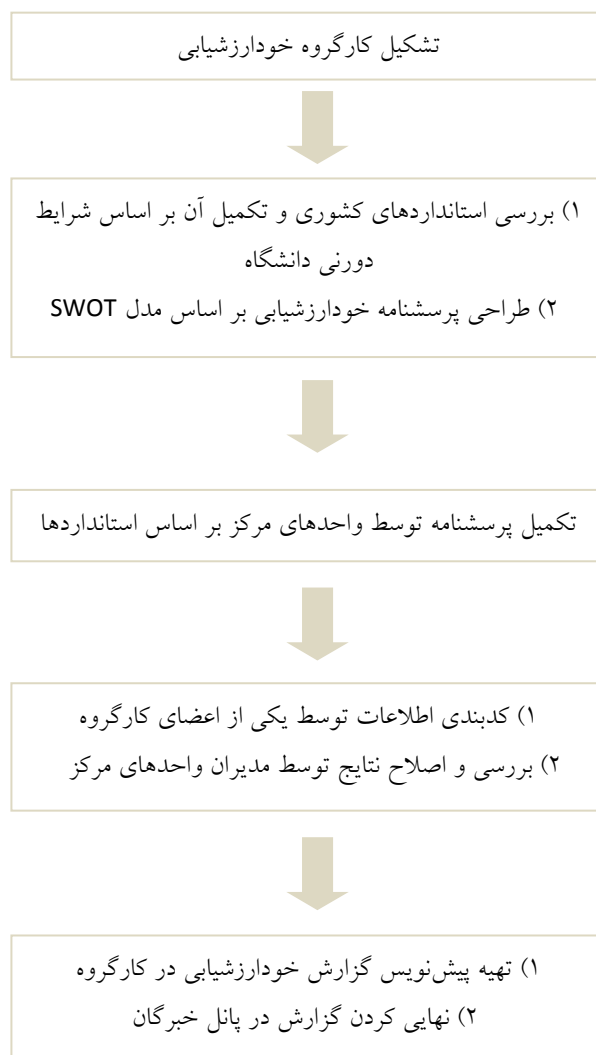 تشکیل کارگروه خودارزشیابی
۱) بررسی استانداردهای کشوری و تکمیل آن بر اساس شرایط
دورنی دانشگاه
۲) طراحی پرسشنامه خودارزشیابی بر اساس مدل SWOT
تکمیل پرسشنامه توسط واحدهای مرکز بر اساس استانداردها
۱) کدبندی اطلاعات توسط یکی از اعضای کارگروه
۲) بررسی و اصلاح نتایج توسط مدیران واحدهای مرکز
۱) تهیه پیش‌نویس گزارش خودارزشیابی در کارگروه
۲) نهایی کردن گزارش در پانل خبرگان